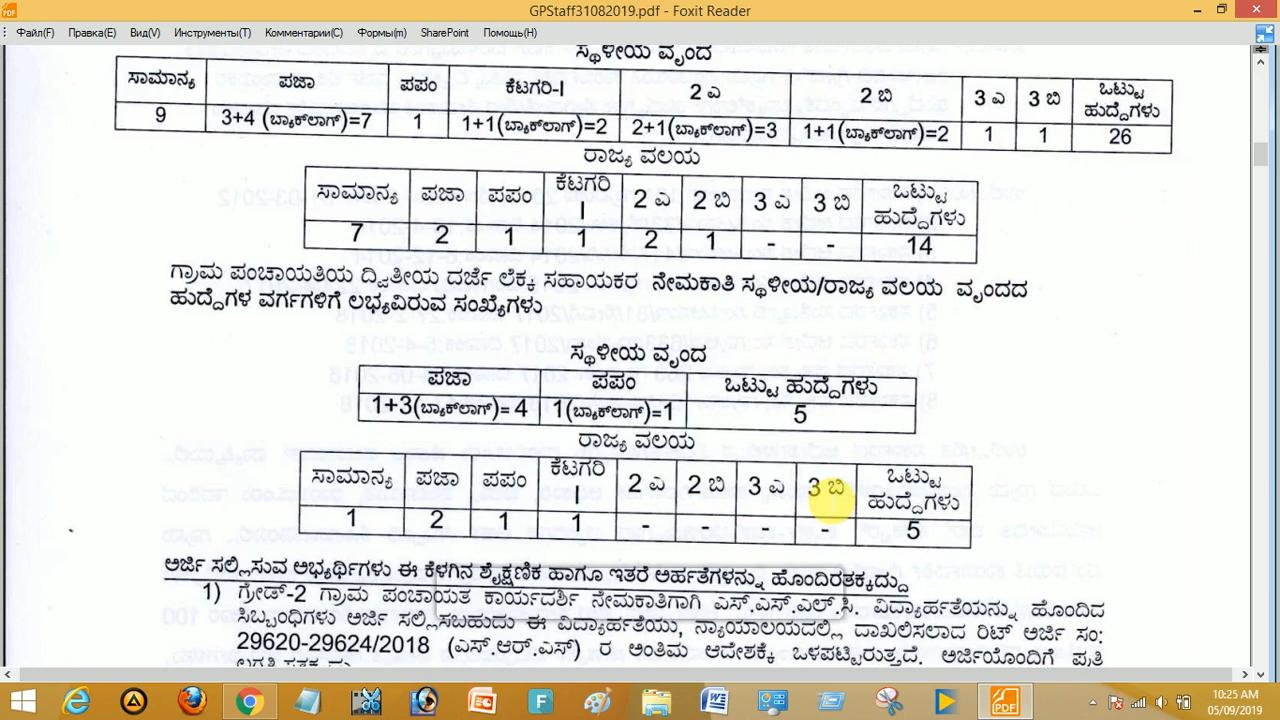 GPStaff31082019.pdf - Foxit Reader
Файл(F) Правка(E) Вид(V) Инструменты(T) Комментарии(C) Формы(m) SharePoint Помощь(H)
ಸ್ಥಳೀಯ ವೃಂದ
ಸಾಮಾನ್ಯ ಪಜಾ ಪಪಂ ಕೆಟಗರಿ-I 2 ಎ 2 ಬಿ 3 ಎ 3 ಬಿ ಒಟ್ಟು ಹುದ್ದೆಗಳು
9 3+4 (ಬ್ಯಾಕ್‌ಲಾಗ್)=7 1 1+1(ಬ್ಯಾಕ್‌ಲಾಗ್)=2 2+1(ಬ್ಯಾಕ್‌ಲಾಗ್)=3 1+1(ಬ್ಯಾಕ್‌ಲಾಗ್)=2 1 1 26
ರಾಜ್ಯ ವಲಯ
ಸಾಮಾನ್ಯ ಪಜಾ ಪಪಂ ಕೆಟಗರಿ I 2 ಎ 2 ಬಿ 3 ಎ 3 ಬಿ ಒಟ್ಟು ಹುದ್ದೆಗಳು
7 2 1 1 2 1 - - 14
ಗ್ರಾಮ ಪಂಚಾಯತಿಯ ದ್ವಿತೀಯ ದರ್ಜೆ ಲೆಕ್ಕ ಸಹಾಯಕರ ನೇಮಕಾತಿ ಸ್ಥಳೀಯ/ರಾಜ್ಯ ವಲಯ ವೃಂದದ
ಹುದ್ದೆಗಳ ವರ್ಗಗಳಿಗೆ ಲಭ್ಯವಿರುವ ಸಂಖ್ಯೆಗಳು
ಸ್ಥಳೀಯ ವೃಂದ
ಪಜಾ ಪಪಂ ಒಟ್ಟು ಹುದ್ದೆಗಳು
1+3(ಬ್ಯಾಕ್‌ಲಾಗ್)= 4 1(ಬ್ಯಾಕ್‌ಲಾಗ್)=1 5
ರಾಜ್ಯ ವಲಯ
ಸಾಮಾನ್ಯ ಪಜಾ ಪಪಂ ಕೆಟಗರಿ I 2 ಎ 2 ಬಿ 3 ಎ 3 ಬಿ ಒಟ್ಟು ಹುದ್ದೆಗಳು
1 2 1 1 - - - - 5
ಅರ್ಜಿ ಸಲ್ಲಿಸುವ ಅಭ್ಯರ್ಥಿಗಳು ಈ ಕೆಳಗಿನ ಶೈಕ್ಷಣಿಕ ಹಾಗೂ ಇತರೆ ಅರ್ಹತೆಗಳನ್ನು ಹೊಂದಿರತಕ್ಕದ್ದು
1) ಗ್ರೇಡ್-2 ಗ್ರಾಮ ಪಂಚಾಯತ ಕಾರ್ಯದರ್ಶಿ ನೇಮಕಾತಿಗಾಗಿ ಎಸ್.ಎಸ್.ಎಲ್.ಸಿ. ವಿದ್ಯಾರ್ಹತೆಯನ್ನು ಹೊಂದಿದ
ಸಿಬ್ಬಂಧಿಗಳು ಅರ್ಜಿ ಸಲ್ಲಿಸಬಹುದು ಈ ವಿದ್ಯಾರ್ಹತೆಯು, ನ್ಯಾಯಾಲಯದಲ್ಲಿ ದಾಖಲಿಸಲಾದ ರಿಟ್ ಅರ್ಜಿ ಸಂ:
29620-29624/2018 (ಎಸ್.ಆರ್.ಎಸ್) ರ ಅಂತಿಮ ಆದೇಶಕ್ಕೆ ಒಳಪಟ್ಟಿರುತ್ತದೆ. ಅರ್ಜಿಯೊಂದಿಗೆ ಪ್ರತಿ
10:25 AM
05/09/2019